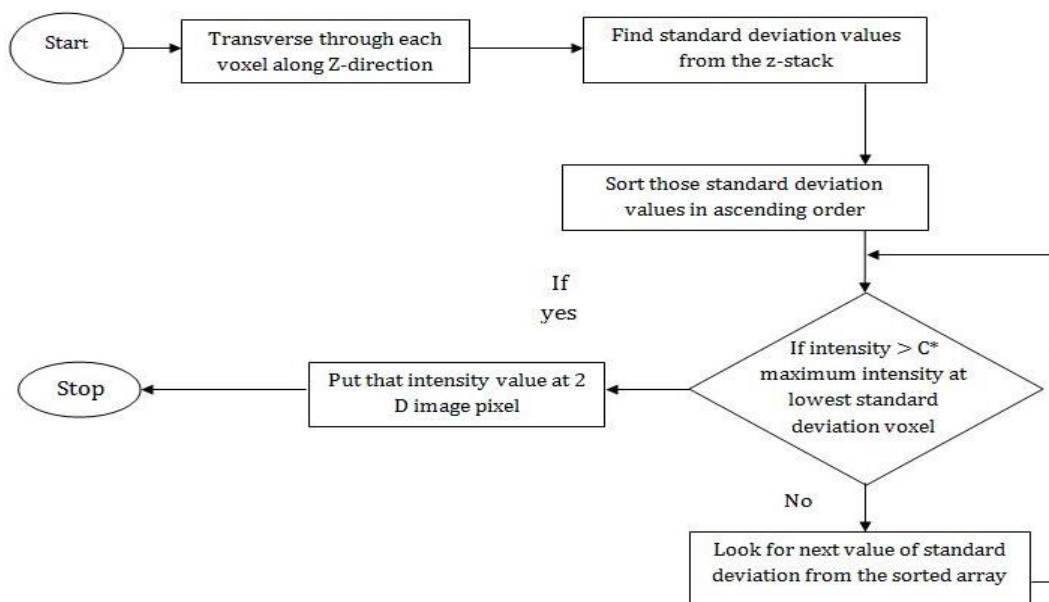 Start
Transverse through each
voxel along Z-direction
Find standard deviation values
from the z-stack
Sort those standard deviation
values in ascending order
If
yes
If intensity > C*
maximum intensity at
lowest standard
deviation voxel
Put that intensity value at 2
D image pixel
Stop
No
Look for next value of standard
deviation from the sorted array